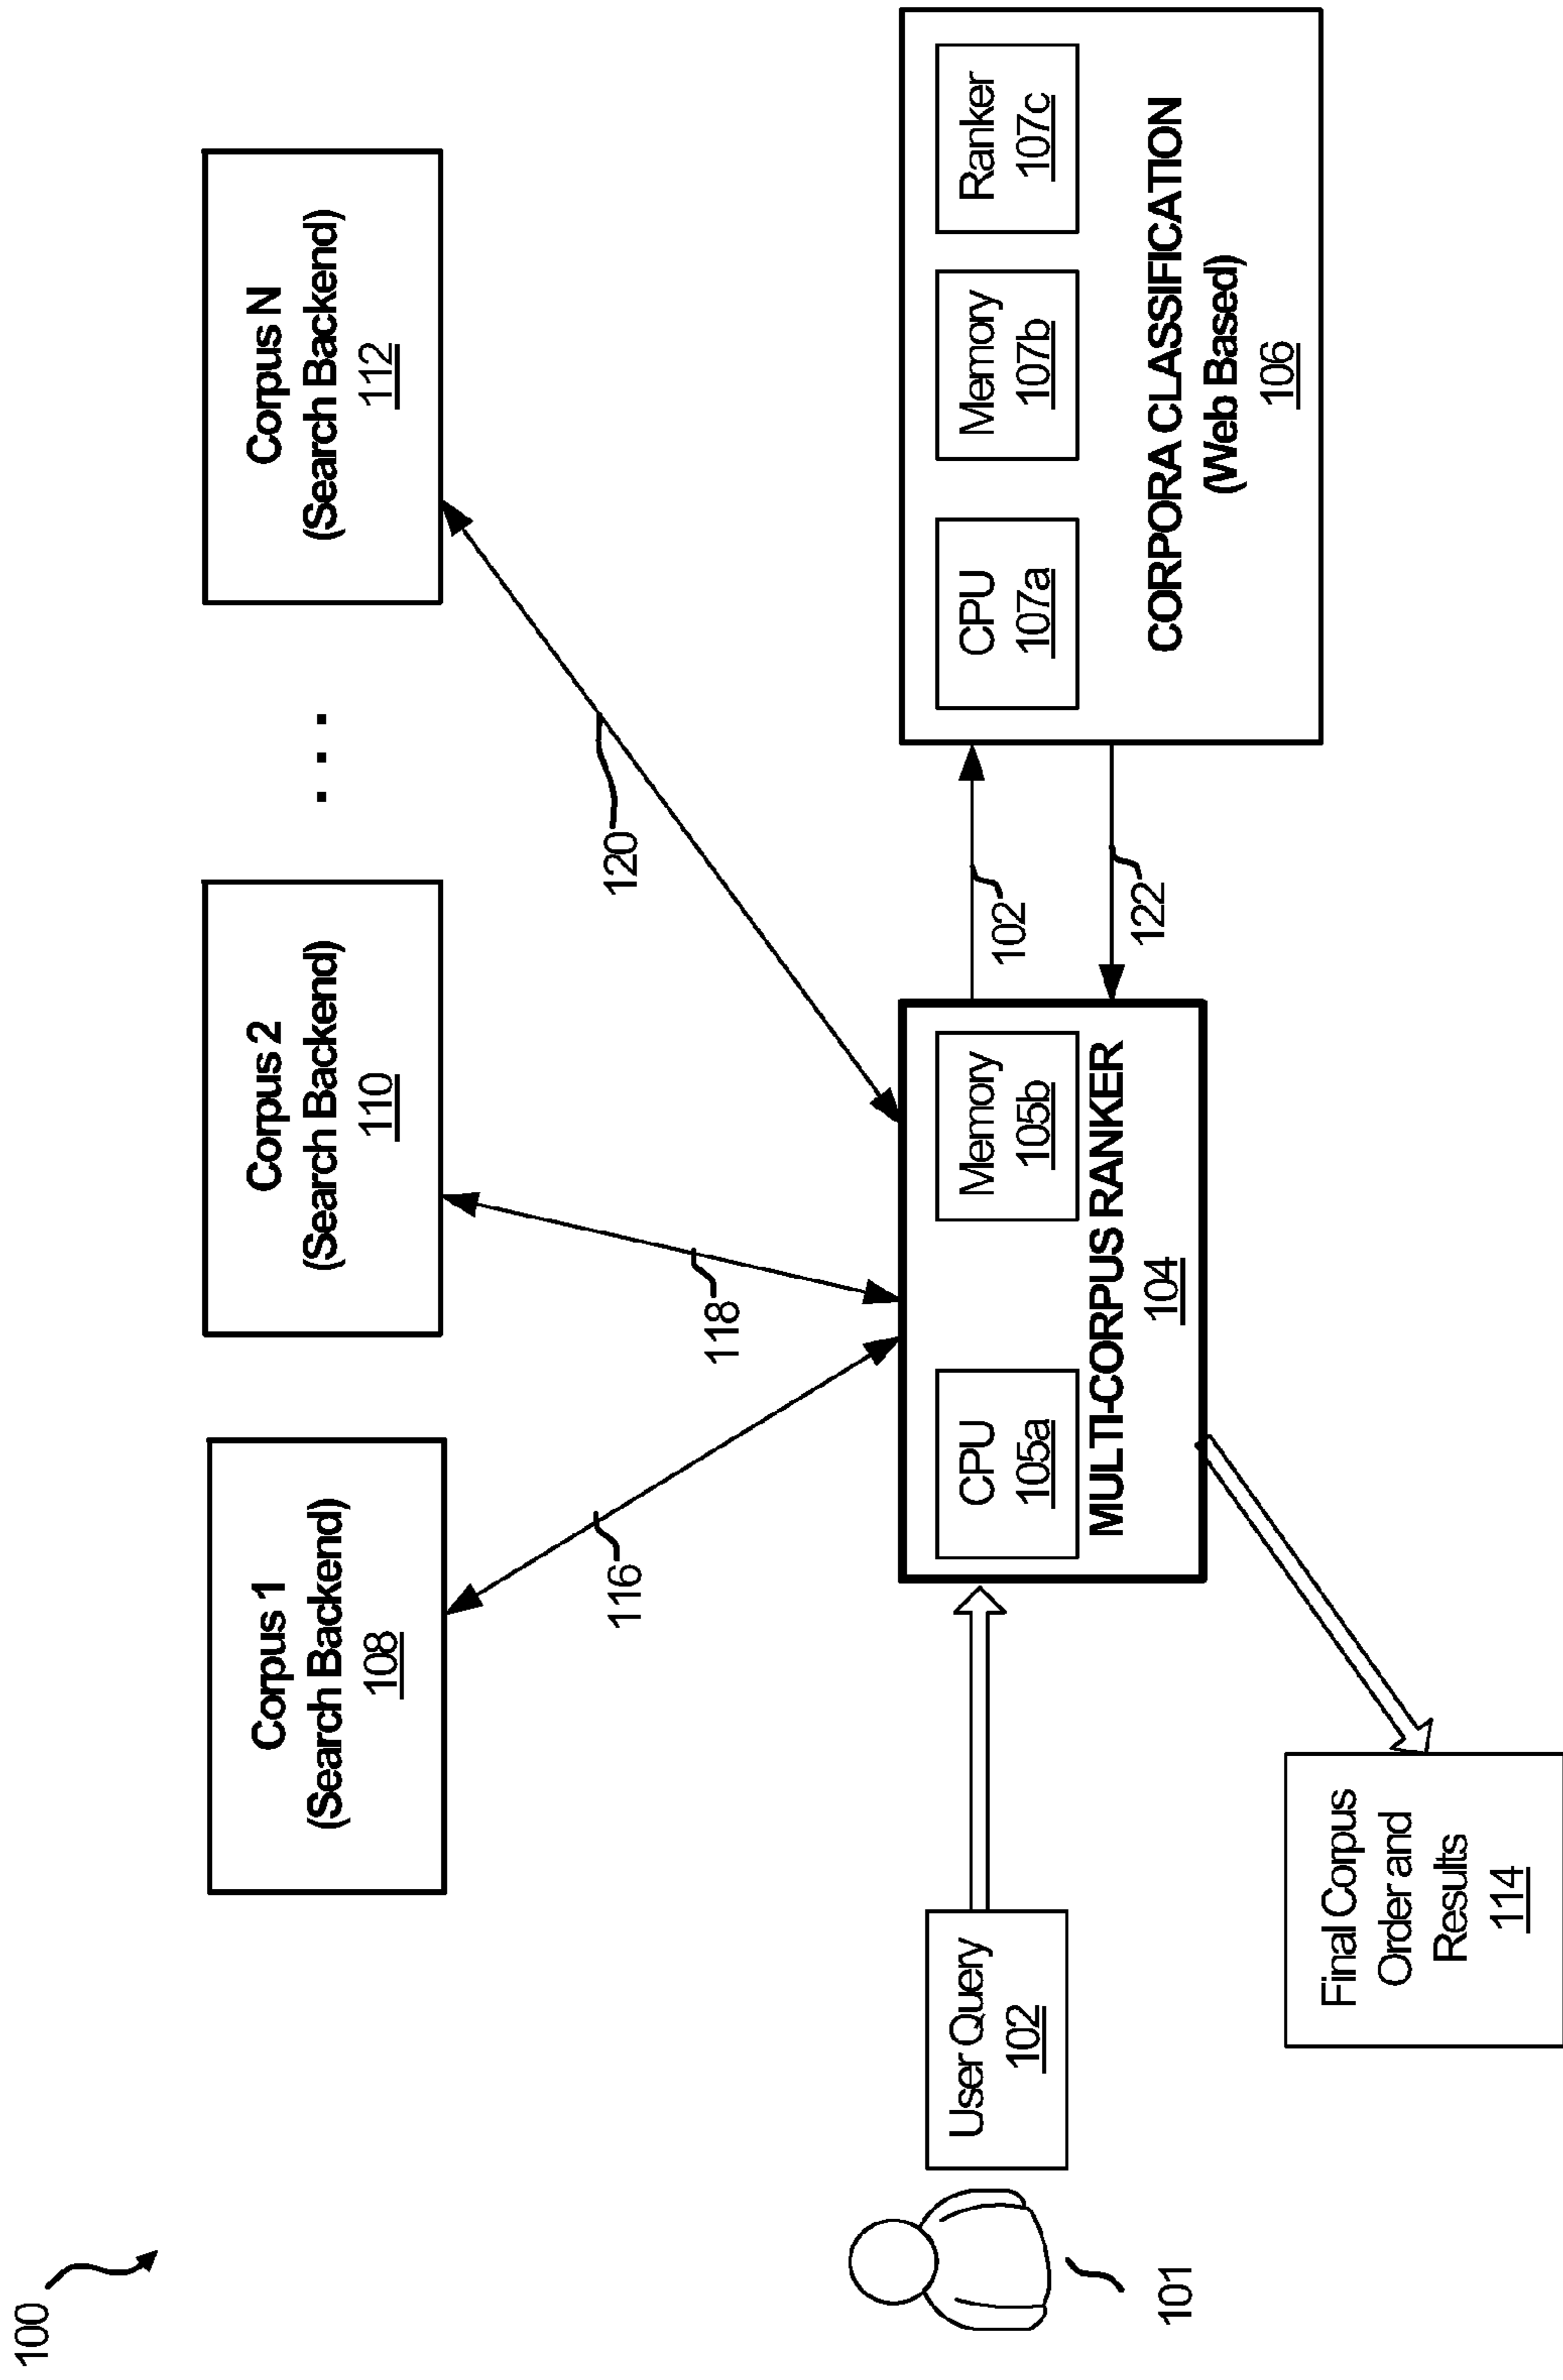 100
Corpus 1
(Search Backend)
108
Corpus 2
(Search Backend)
110
. . .
Corpus N
(Search Backend)
112
116
118
120
101
User Query
102
CPU
105a
Memory
105b
MULTI-CORPUS RANKER
104
102
122
CPU
107a
Memory
107b
Ranker
107c
CORPORA CLASSIFICATION
(Web Based)
106
Final Corpus
Order and
Results
114